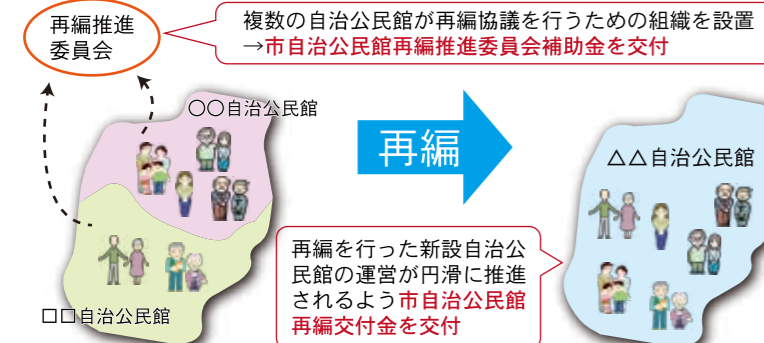 再編推進
委員会
複数の自治公民館が再編協議を行うための組織を設置
→市自治公民館再編推進委員会補助金を交付
〇〇自治公民館
再編
△△自治公民館
再編を行った新設自治公
民館の運営が円滑に推進
されるよう市自治公民館
再編交付金を交付
□□自治公民館